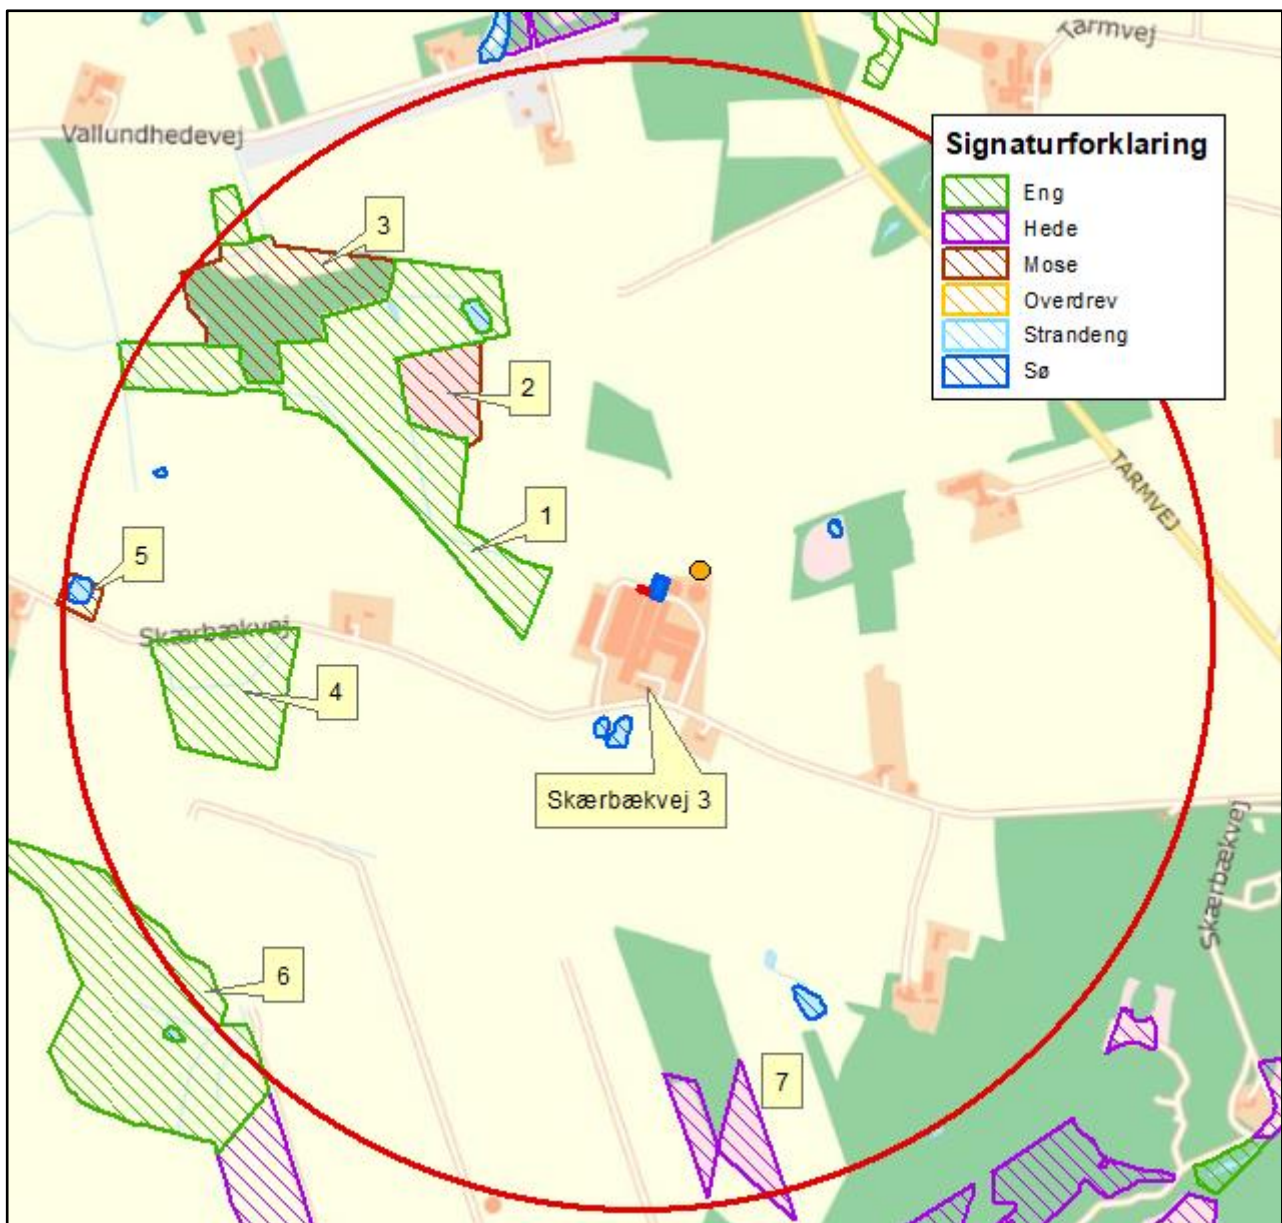 Tarmvej
Vallundhedevej
Signaturforklaring
Eng
Hede
Mose
Overdrev
Strandeng
Sø
3
2
TARMVEJ
1
5
Skærbækvej
4
Skærbækvej 3
Skærbækvej
6
7